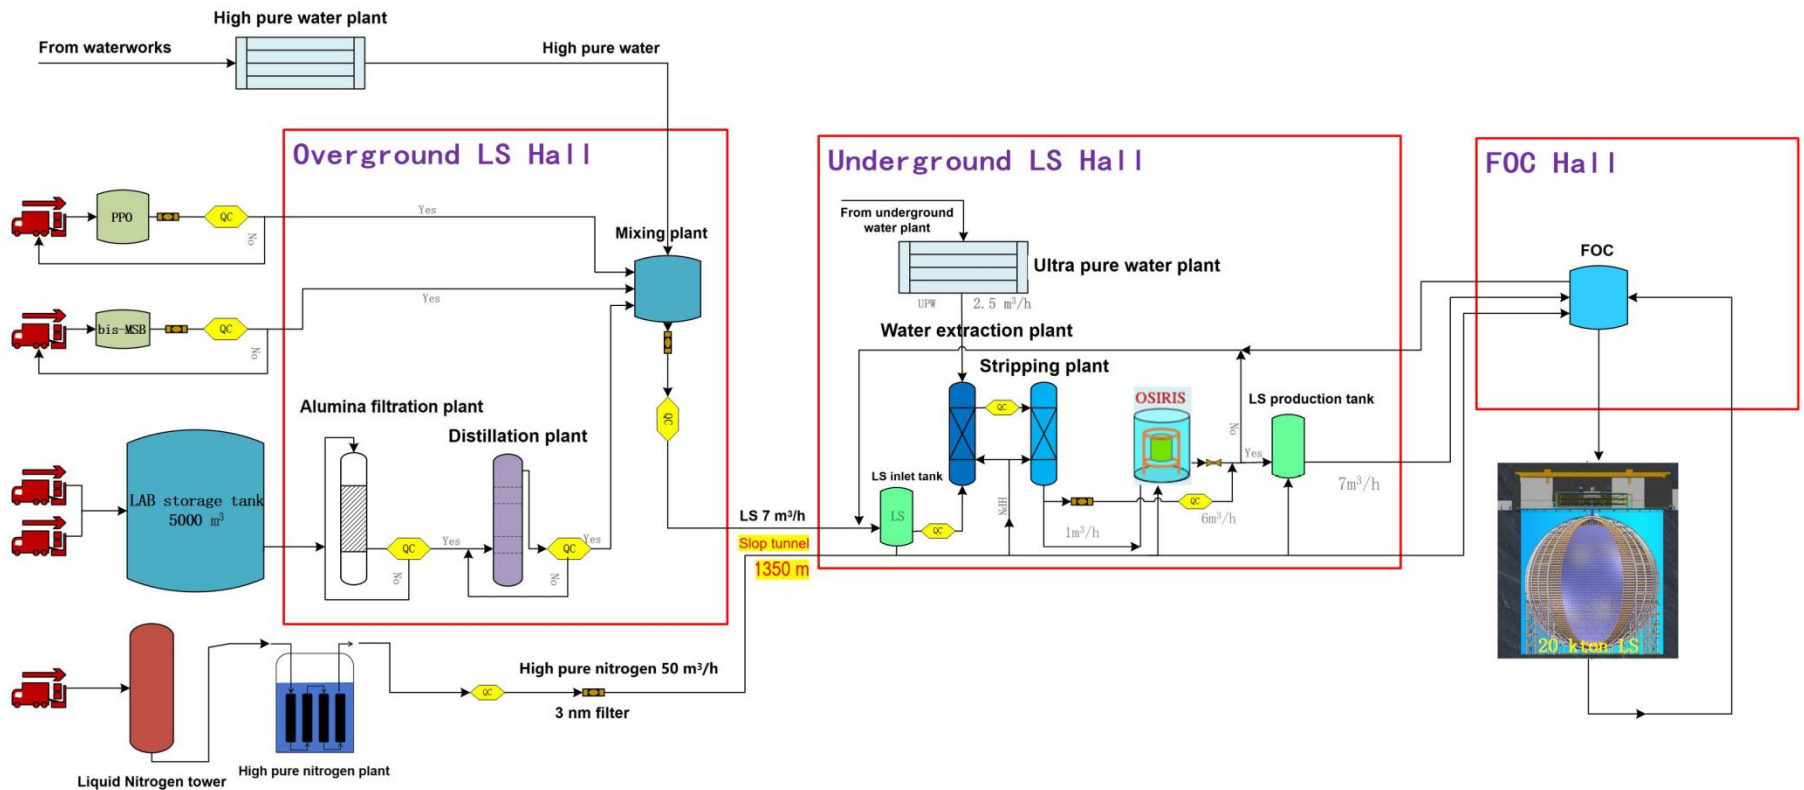 High pure water plant
From waterworks
High pure water
Overground LS Hall
Underground LS Hall
FOC Hall
PPO
QC
Yes
No
Mixing plant
From underground
water plant
Ultra pure water plant
UPW
2.5 m³/h
FOC
bis-MSB
QC
Yes
No
Water extraction plant
Stripping plant
QC
Alumina filtration plant
Distillation plant
QC
OSIRIS
LS production tank
No
Yes
LAB storage tank
5000 m³
QC
Yes
No
QC
Yes
No
LS inlet tank
LS
QC
HPN
QC
1m³/h
6m³/h
7m³/h
LS 7 m³/h
Slop tunnel
1350 m
20 kton LS
High pure nitrogen 50 m³/h
QC
3 nm filter
Liquid Nitrogen tower
High pure nitrogen plant